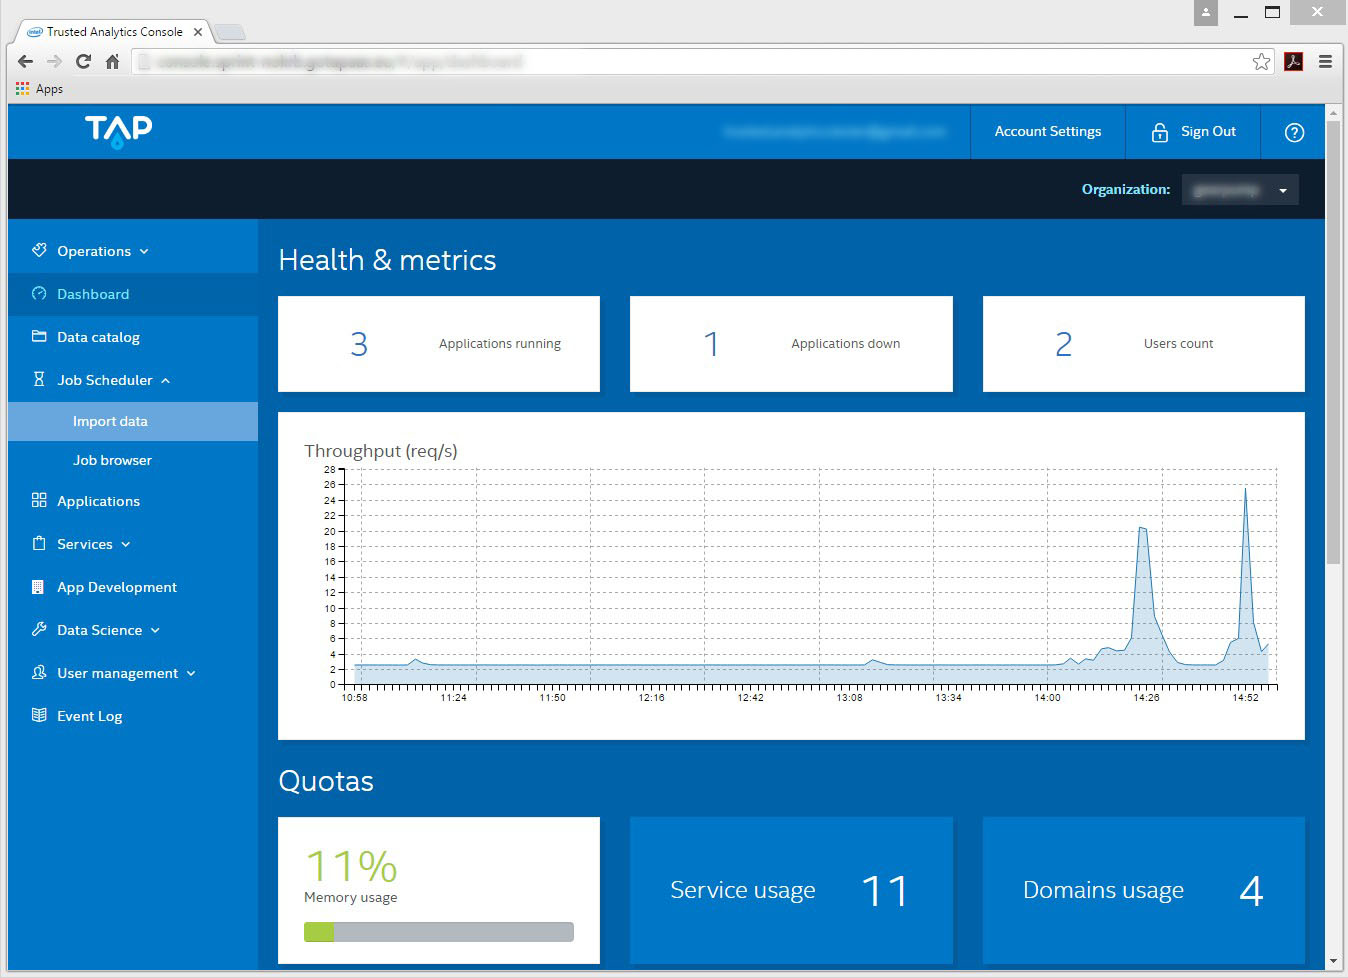 Trusted Analytics Console
Apps
TAP
Account Settings
Sign Out
Organization:
Operations
Dashboard
Data catalog
Job Scheduler
Import data
Job browser
Applications
Services
App Development
Data Science
User management
Event Log
Health & metrics
3 Applications running
1 Applications down
2 Users count
Throughput (req/s)
28
26
24
22
20
18
16
14
12
10
8
6
4
2
0
10:58 11:24 11:50 12:16 12:42 13:08 13:34 14:00 14:26 14:52
Quotas
11%
Memory usage
Service usage 11
Domains usage 4